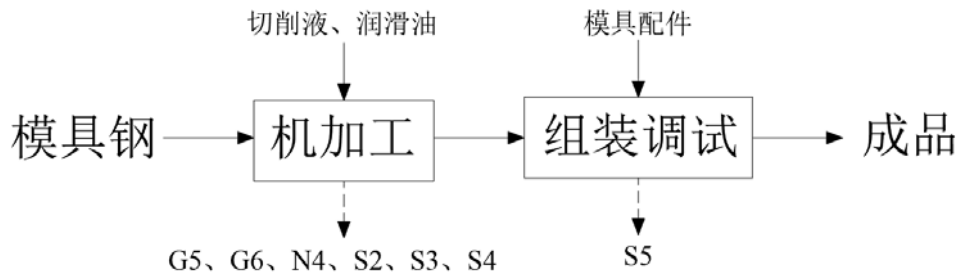 切削液、润滑油
模具配件
模具钢
机加工
组装调试
成品
G5、G6、N4、S2、S3、S4
S5